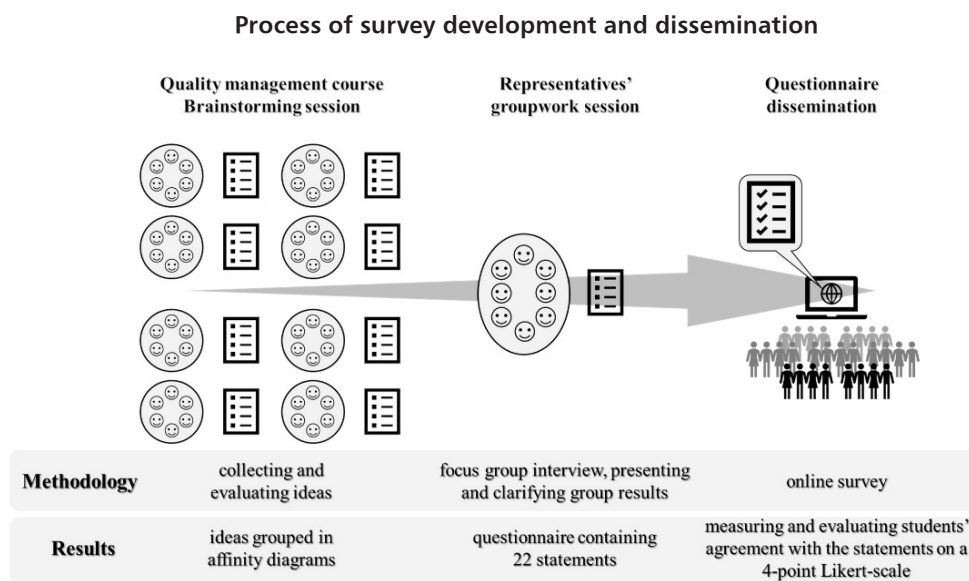 Process of survey development and dissemination
Quality management course
Brainstorming session
Representatives’
groupwork session
Questionnaire
dissemination
Methodology
collecting and
evaluating ideas
focus group interview, presenting
and clarifying group results
online survey
Results
ideas grouped in
affinity diagrams
questionnaire containing
22 statements
measuring and evaluating students’
agreement with the statements on a
4-point Likert-scale